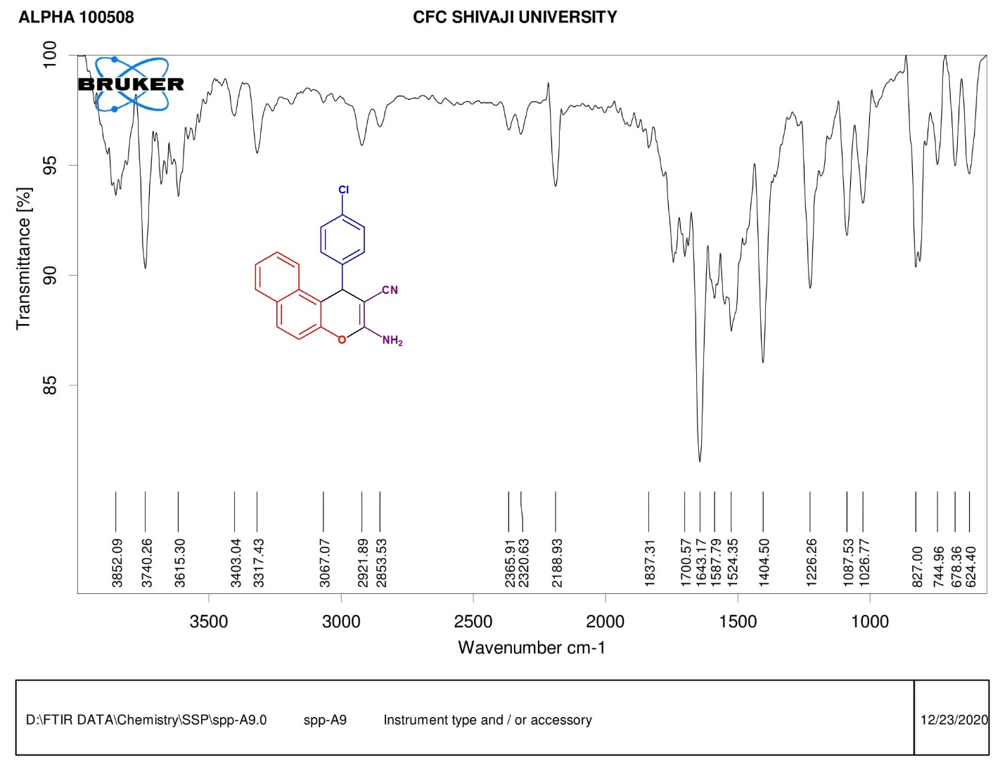 ALPHA 100508
CFC SHIVAJI UNIVERSITY
BRUKER
Transmittance [%]
100
95
90
85
Cl
CN
O
NH2
3852.09
3740.26
3615.30
3403.04
3317.43
3067.07
2921.89
2853.53
2365.91
2320.63
2188.93
1837.31
1700.57
1643.17
1587.79
1524.35
1404.50
1226.26
1087.53
1026.77
827.00
744.96
678.36
624.40
3500 3000 2500 2000 1500 1000
Wavenumber cm-1
D:\FTIR DATA\Chemistry\SSP\spp-A9.0 spp-A9 Instrument type and / or accessory 12/23/2020